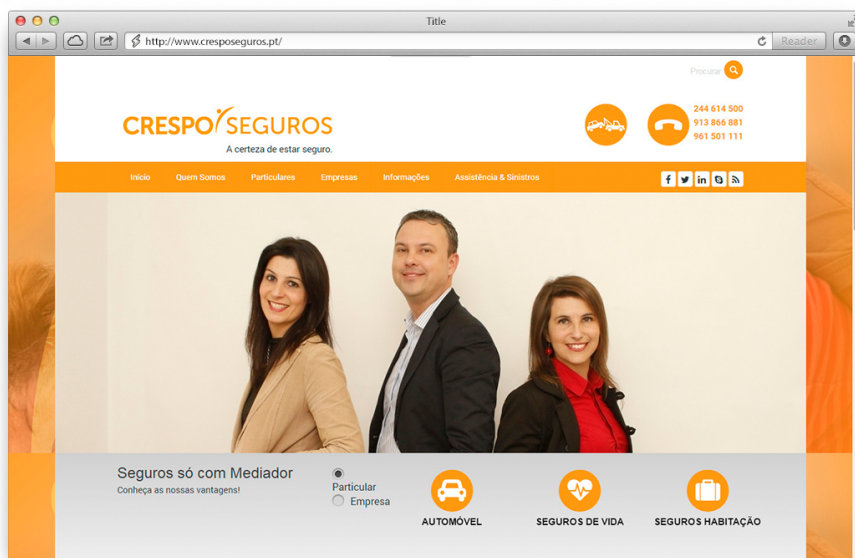 Title
http://www.cresposeguros.pt/
Reader
Procurar
CRESPO SEGUROS
A certeza de estar seguro.
244 614 500
913 866 881
961 501 111
Início Quem Somos Particulares Empresas Informações Assistência & Sinistros
Seguros só com Mediador
Conheça as nossas vantagens!
Particular
Empresa
AUTOMÓVEL SEGUROS DE VIDA SEGUROS HABITAÇÃO